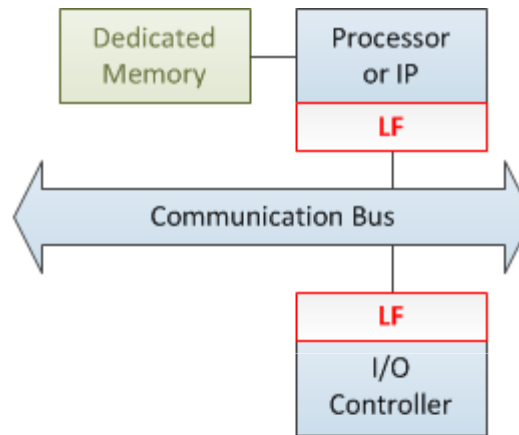 Dedicated
Memory
Processor
or IP
LF
Communication Bus
LF
I/O
Controller